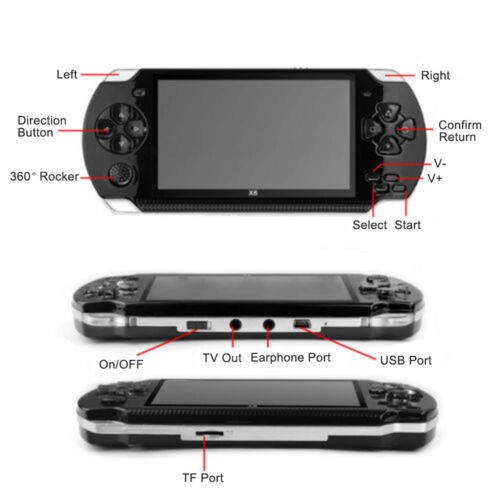 Left
Right
Direction
Button
Confirm
Return
V-
360° Rocker
V+
X6
Select
Start
On/OFF
TV Out
Earphone Port
USB Port
TF Port